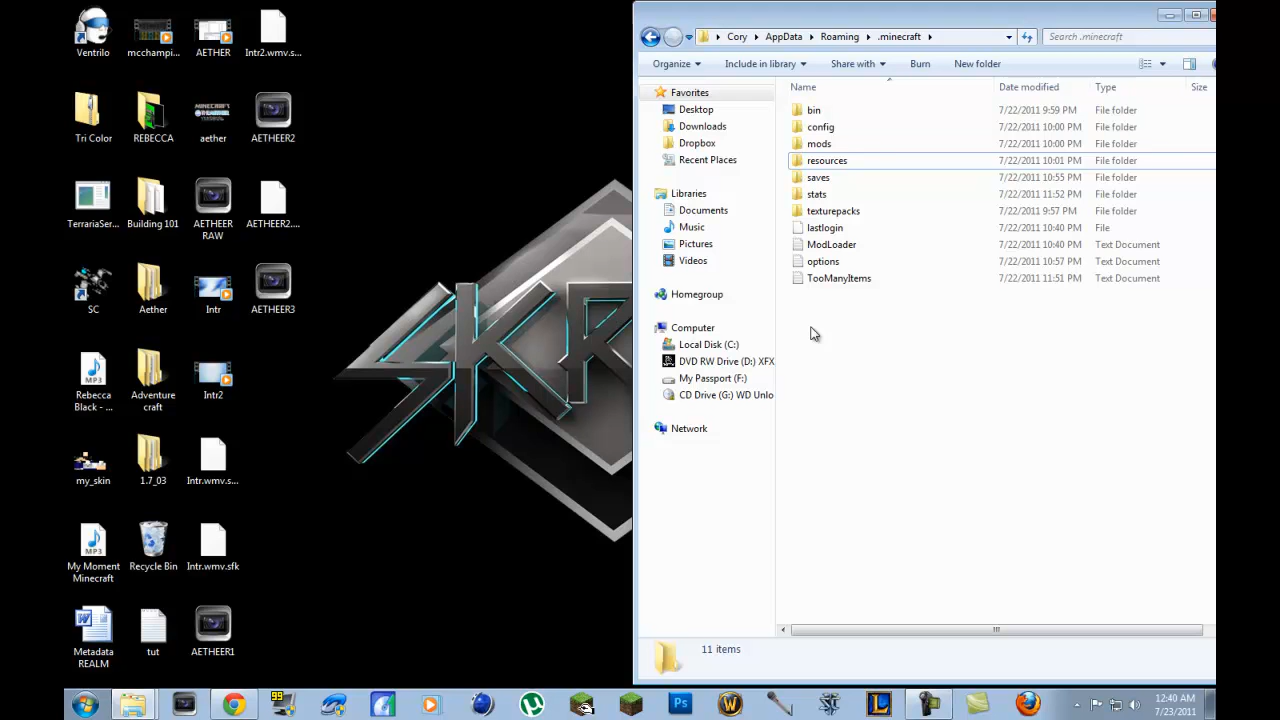 Ventrilo
mcchampi...
AETHER
Intr2.wmv.s...
Tri Color
REBECCA
aether
AETHEER2
TerrariaSer...
Building 101
AETHEER
RAW
AETHEER2....
SC
Aether
Intr
AETHEER3
Rebecca
Black - ...
Adventure
craft
Intr2
my_skin
1.7_03
Intr.wmv.s...
My Moment
Minecraft
Recycle Bin
Intr.wmv.sfk
Metadata
REALM
tut
AETHEER1
SKR
Cory AppData Roaming .minecraft
Search .minecraft
Organize Include in library Share with Burn New folder
Name Date modified Type Size
Favorites
Desktop
Downloads
Dropbox
Recent Places
Libraries
Documents
Music
Pictures
Videos
Homegroup
Computer
Local Disk (C:)
DVD RW Drive (D:) XFX
My Passport (F:)
CD Drive (G:) WD Unlo
Network
bin 7/22/2011 9:59 PM File folder
config 7/22/2011 10:00 PM File folder
mods 7/22/2011 10:00 PM File folder
resources 7/22/2011 10:01 PM File folder
saves 7/22/2011 10:55 PM File folder
stats 7/22/2011 11:52 PM File folder
texturepacks 7/22/2011 9:57 PM File folder
lastlogin 7/22/2011 10:40 PM File
ModLoader 7/22/2011 10:40 PM Text Document
options 7/22/2011 10:57 PM Text Document
TooManyItems 7/22/2011 11:51 PM Text Document
11 items
99
Ps
W
L
12:40 AM
7/23/2011